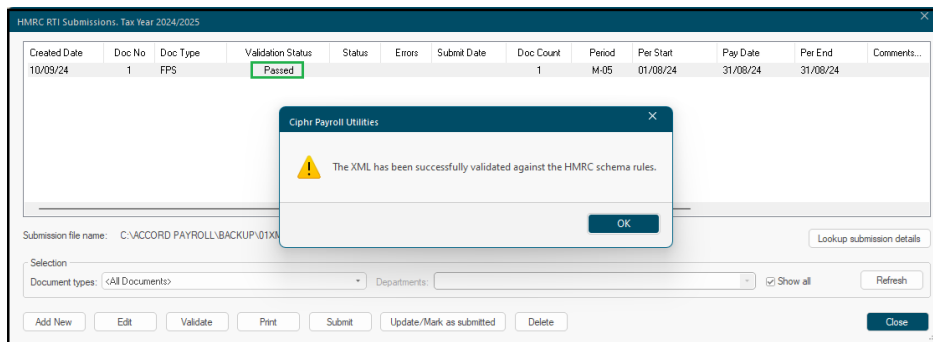 HMRC RTI Submissions. Tax Year 2024/2025
Created Date Doc No Doc Type Validation Status Status Errors Submit Date Doc Count Period Per Start Pay Date Per End Comments...
10/09/24 1 FPS Passed 1 M-05 01/08/24 31/08/24 31/08/24
Ciphr Payroll Utilities
The XML has been successfully validated against the HMRC schema rules.
OK
Submission file name: C:\ACCORD PAYROLL\BACKUP\01XM
Lookup submission details
Selection
Document types: <All Documents> Departments: Show all Refresh
Add New Edit Validate Print Submit Update/Mark as submitted Delete Close